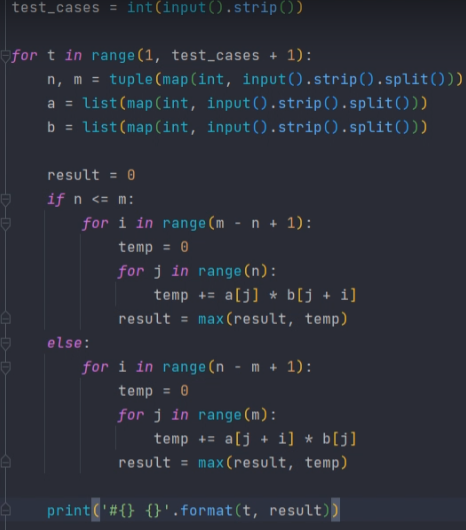 test_cases = int(input().strip())
for t in range(1, test_cases + 1):
    n, m = tuple(map(int, input().strip().split()))
    a = list(map(int, input().strip().split()))
    b = list(map(int, input().strip().split()))
    result = 0
    if n <= m:
        for i in range(m - n + 1):
            temp = 0
            for j in range(n):
                temp += a[j] * b[j + i]
            result = max(result, temp)
    else:
        for i in range(n - m + 1):
            temp = 0
            for j in range(m):
                temp += a[j + i] * b[j]
            result = max(result, temp)
    print('#{} {}'.format(t, result))